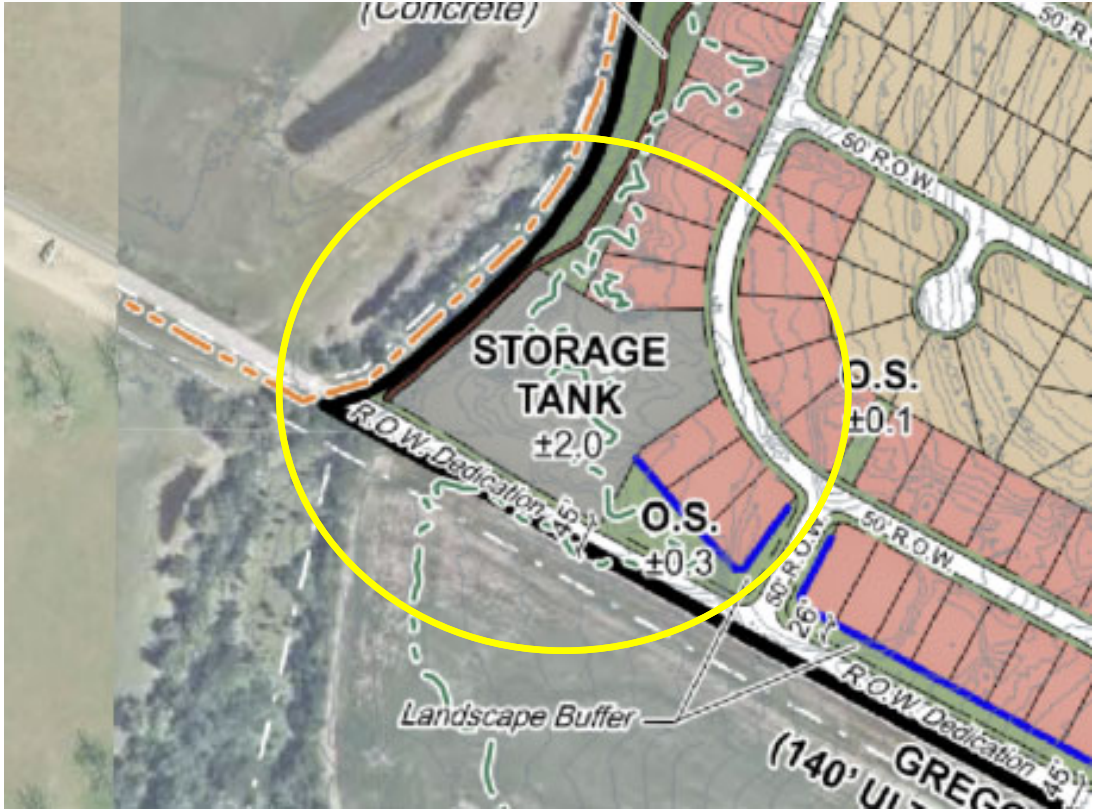 (Concrete)
50' R.O.W.
STORAGE
TANK
±2.0
O.S.
±0.1
R.O.W. Dedication
45'
O.S.
±0.3
50' R.O.W.
50' R.O.W.
26'
Landscape Buffer
R.O.W Dedication
45'